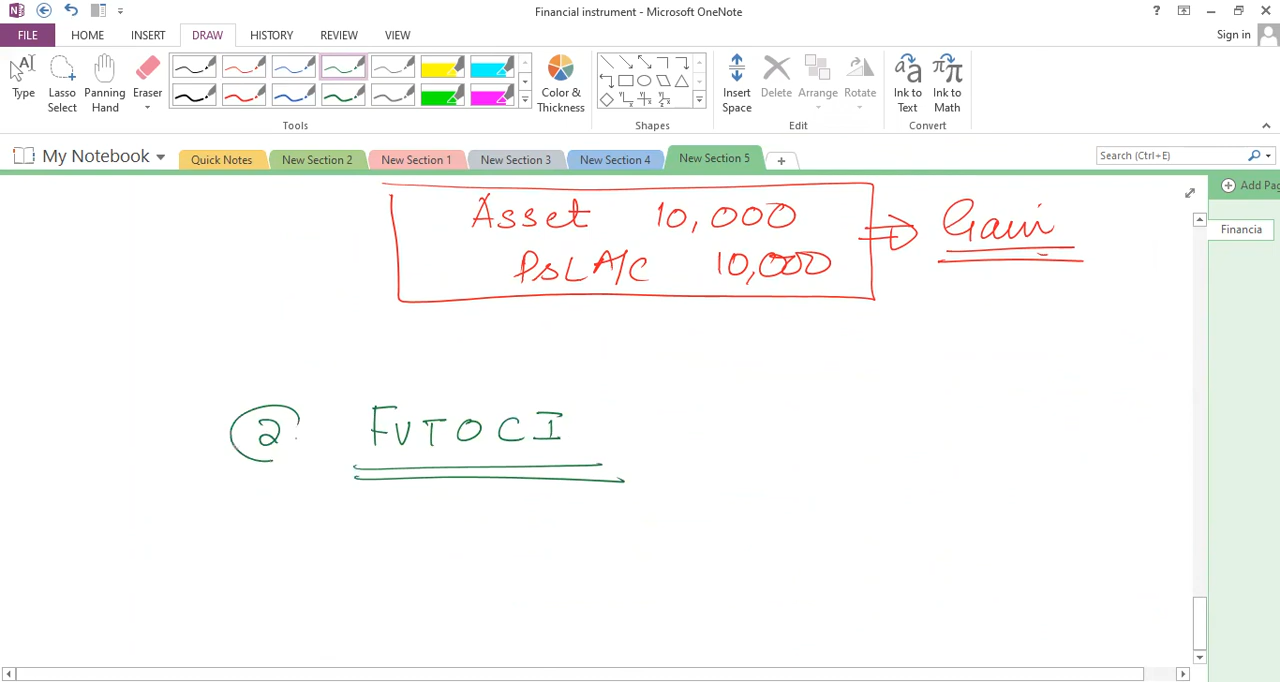 Financial instrument - Microsoft OneNote
?
FILE HOME INSERT DRAW HISTORY REVIEW VIEW
Sign in
Type
Lasso Select
Panning Hand
Eraser
Color & Thickness
Insert Space
Delete
Arrange
Rotate
Ink to Text
Ink to Math
Tools
Shapes
Edit
Convert
My Notebook
Quick Notes
New Section 2
New Section 1
New Section 3
New Section 4
New Section 5
Search (Ctrl+E)
Add Pag
Financia
Asset 10,000
PsL A/C 10,000
Gain
2 FVTOCI